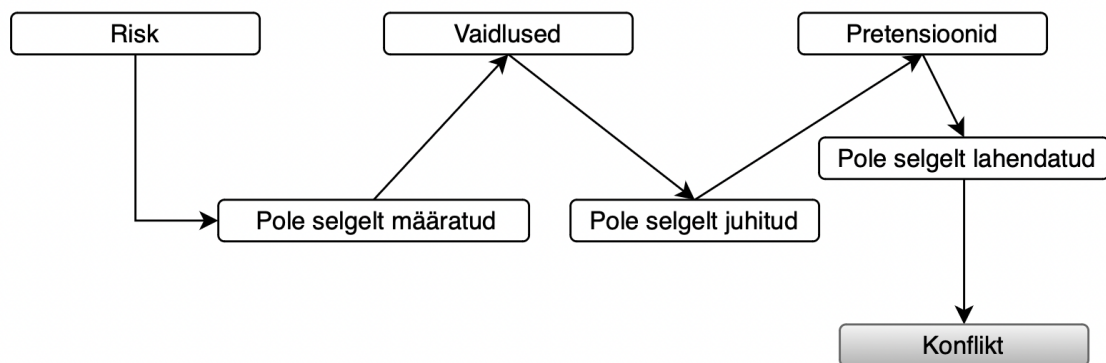 Risk
Vaidlused
Pretensioonid
Pole selgelt lahendatud
Pole selgelt määratud
Pole selgelt juhitud
Konflikt